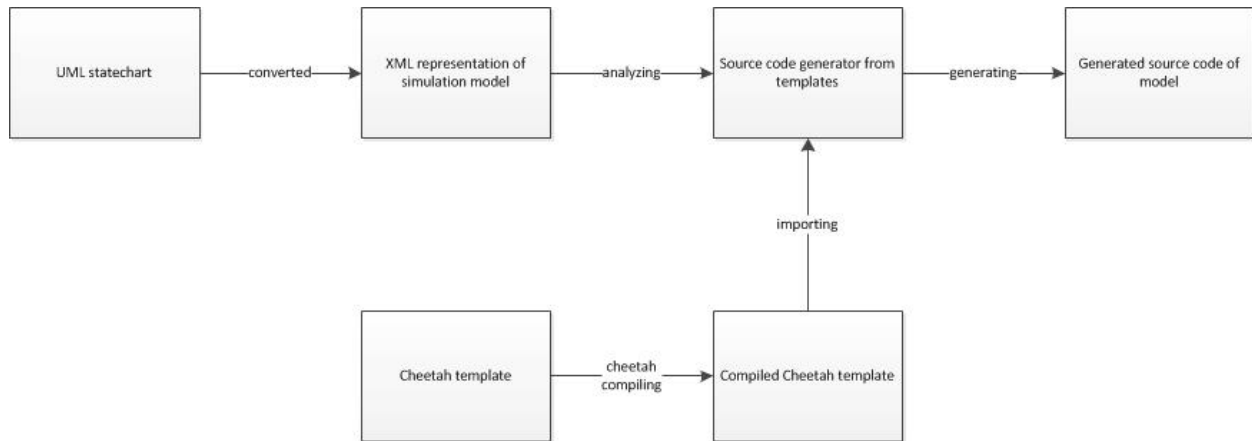 UML statechart
converted
XML representation of
simulation model
analyzing
Source code generator from
templates
generating
Generated source code of
model
importing
Cheetah template
cheetah
compiling
Compiled Cheetah template